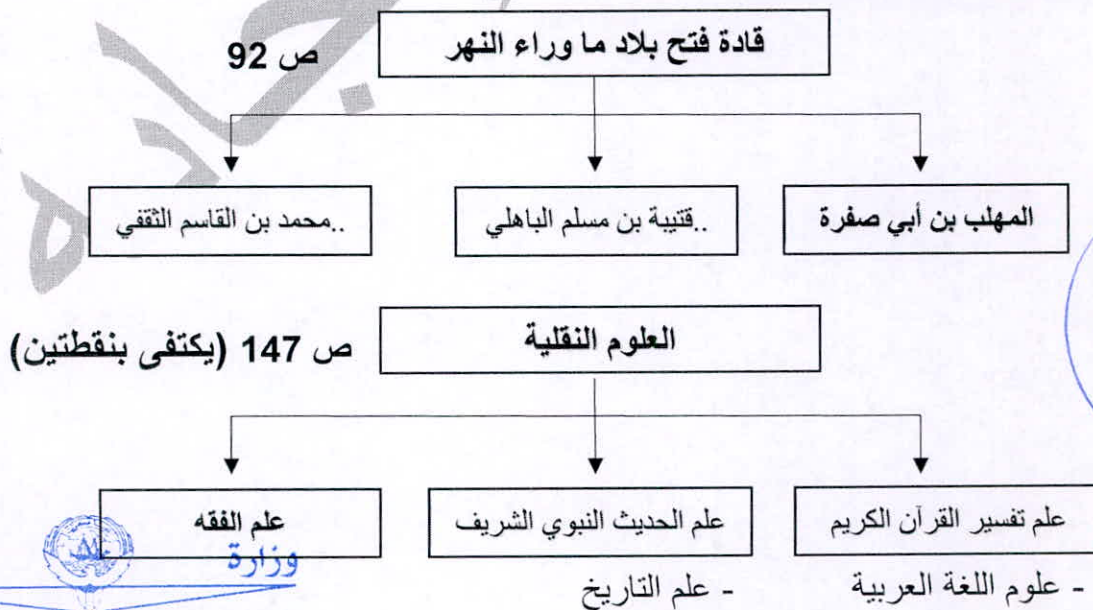 قادة فتح بلاد ما وراء النهر
ص 92
المهلب بن أبي صفرة
..قتيبة بن مسلم الباهلي
..محمد بن القاسم الثقفي
العلوم النقلية
ص 147 (يكتفى بنقطتين)
علم تفسير القرآن الكريم
علم الحديث النبوي الشريف
علم الفقه
وزارة
- علوم اللغة العربية
- علم التاريخ